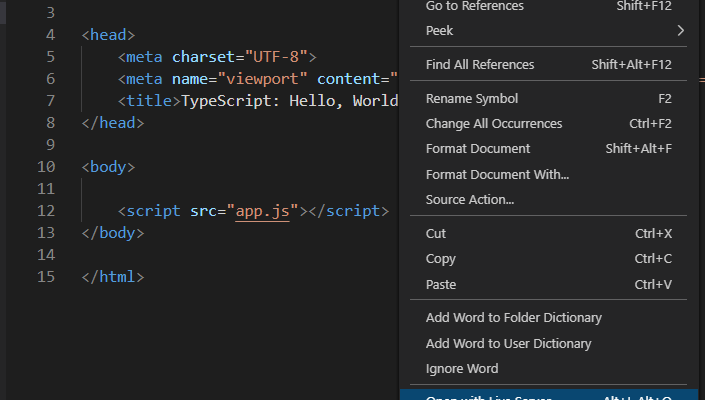 3
4 <head>
5 <meta charset="UTF-8">
6 <meta name="viewport" content="
7 <title>TypeScript: Hello, World
8 </head>
9
10 <body>
11
12 <script src="app.js"></script>
13 </body>
14
15 </html>
Go to References Shift+F12
Peek
Find All References Shift+Alt+F12
Rename Symbol F2
Change All Occurrences Ctrl+F2
Format Document Shift+Alt+F
Format Document With...
Source Action...
Cut Ctrl+X
Copy Ctrl+C
Paste Ctrl+V
Add Word to Folder Dictionary
Add Word to User Dictionary
Ignore Word
Open with Live Server